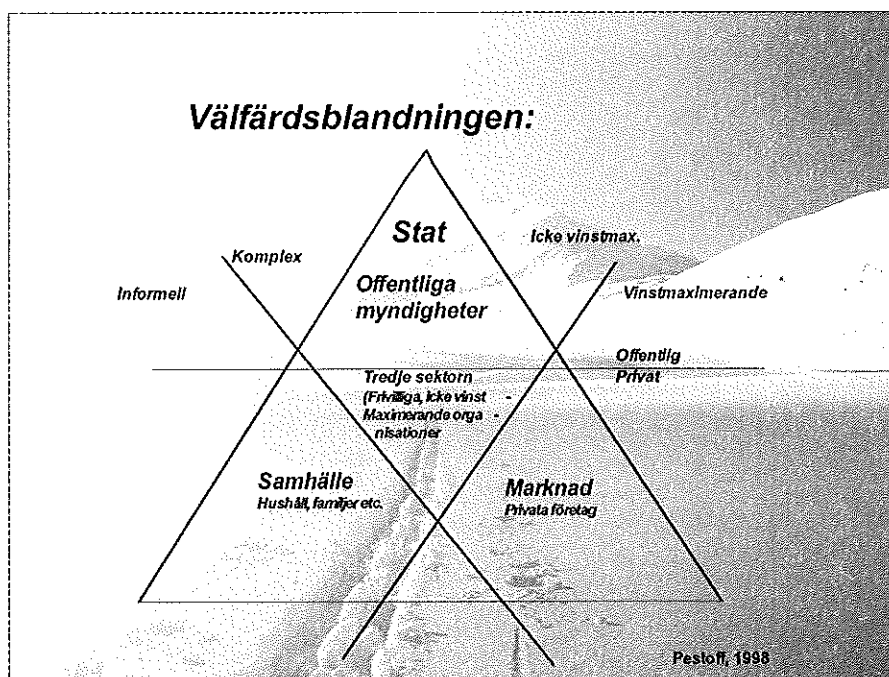 Välfärdsblandningen:
Stat
Icke vinstmax.
Komplex
Informell
Offentliga
myndigheter
Vinstmaximerande
Offentlig
Privat
Tredje sektorn
(Frivilliga, icke vinst -
Maximerande orga -
nisationer
Samhälle
Hushåll, familjer etc.
Marknad
Privata företag
Pestoff, 1998